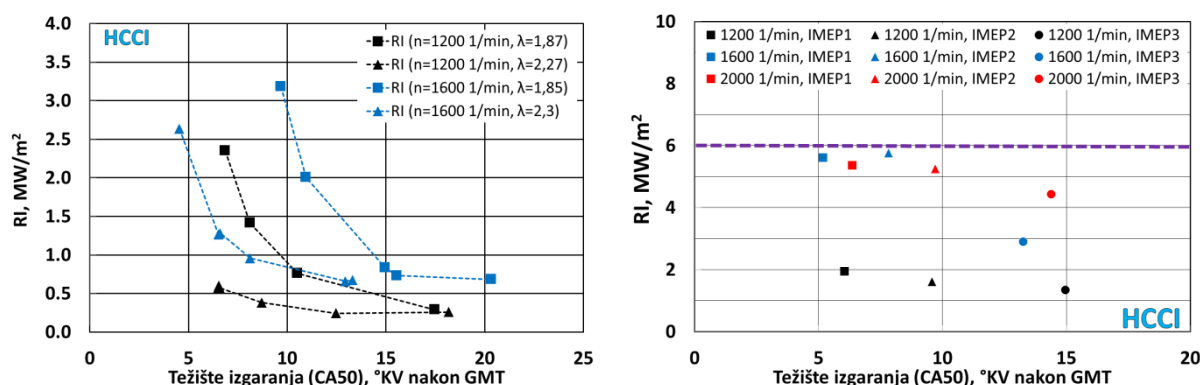 HCCI
RI (n=1200 1/min, λ=1,87)
RI (n=1200 1/min, λ=2,27)
RI (n=1600 1/min, λ=1,85)
RI (n=1600 1/min, λ=2,3)
4.0
3.5
3.0
2.5
2.0
1.5
1.0
0.5
0.0
RI, MW/m²
0 5 10 15 20 25
Težište izgaranja (CA50), °KV nakon GMT
1200 1/min, IMEP1 1200 1/min, IMEP2 1200 1/min, IMEP3
1600 1/min, IMEP1 1600 1/min, IMEP2 1600 1/min, IMEP3
2000 1/min, IMEP1 2000 1/min, IMEP2 2000 1/min, IMEP3
10
8
6
4
2
0
RI, MW/m²
HCCI
0 5 10 15 20
Težište izgaranja (CA50), °KV nakon GMT